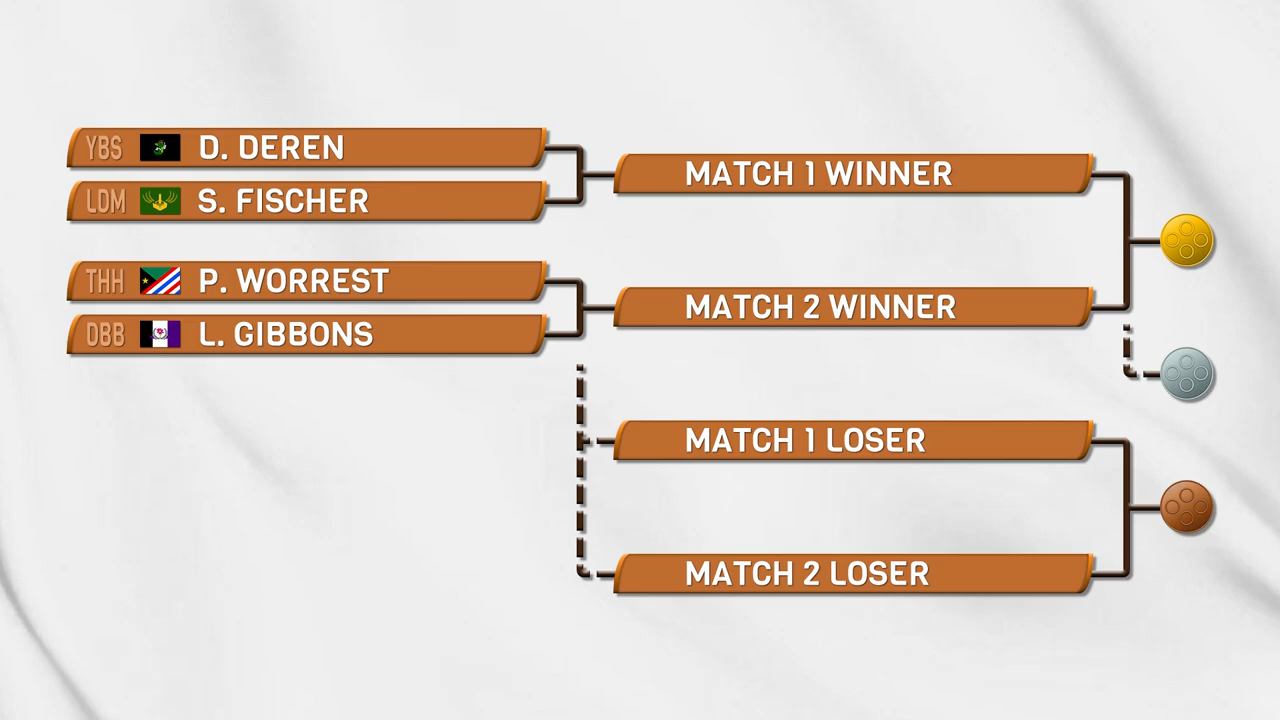 YBS D. DEREN
LDM S. FISCHER
THH P. WORREST
DBB L. GIBBONS
MATCH 1 WINNER
MATCH 2 WINNER
MATCH 1 LOSER
MATCH 2 LOSER